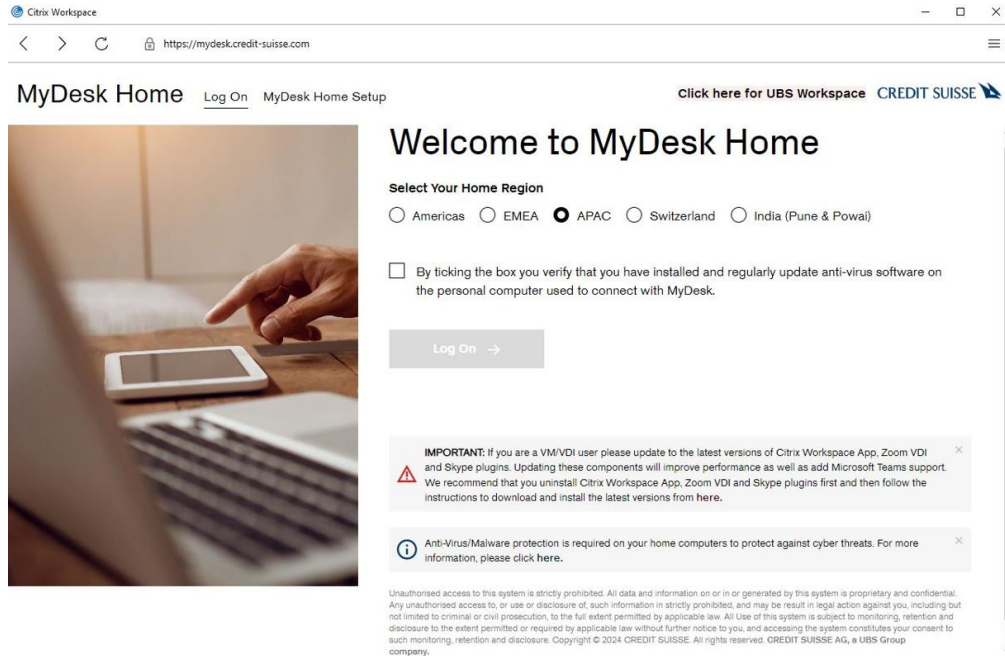 Citrix Workspace
https://mydesk.credit-suisse.com
MyDesk Home Log On MyDesk Home Setup Click here for UBS Workspace CREDIT SUISSE
Welcome to MyDesk Home
Select Your Home Region
Americas EMEA APAC Switzerland India (Pune & Powai)
By ticking the box you verify that you have installed and regularly update anti-virus software on
the personal computer used to connect with MyDesk.
Log On →
IMPORTANT: If you are a VM/VDI user please update to the latest versions of Citrix Workspace App, Zoom VDI
and Skype plugins. Updating these components will improve performance as well as add Microsoft Teams support.
We recommend that you uninstall Citrix Workspace App, Zoom VDI and Skype plugins first and then follow the
instructions to download and install the latest versions from here.
Anti-Virus/Malware protection is required on your home computers to protect against cyber threats. For more
information, please click here.
Unauthorised access to this system is strictly prohibited. All data and information on or in or generated by this system is proprietary and confidential.
Any unauthorised access to, or use or disclosure of, such information in strictly prohibited, and may be result in legal action against you, including but
not limited to criminal or civil prosecution, to the full extent permitted by applicable law. All Use of this system is subject to monitoring, retention and
disclosure to the extent permitted or required by applicable law without further notice to you, and accessing the system constitutes your consent to
such monitoring, retention and disclosure. Copyright © 2024 CREDIT SUISSE. All rights reserved. CREDIT SUISSE AG, a UBS Group
company.